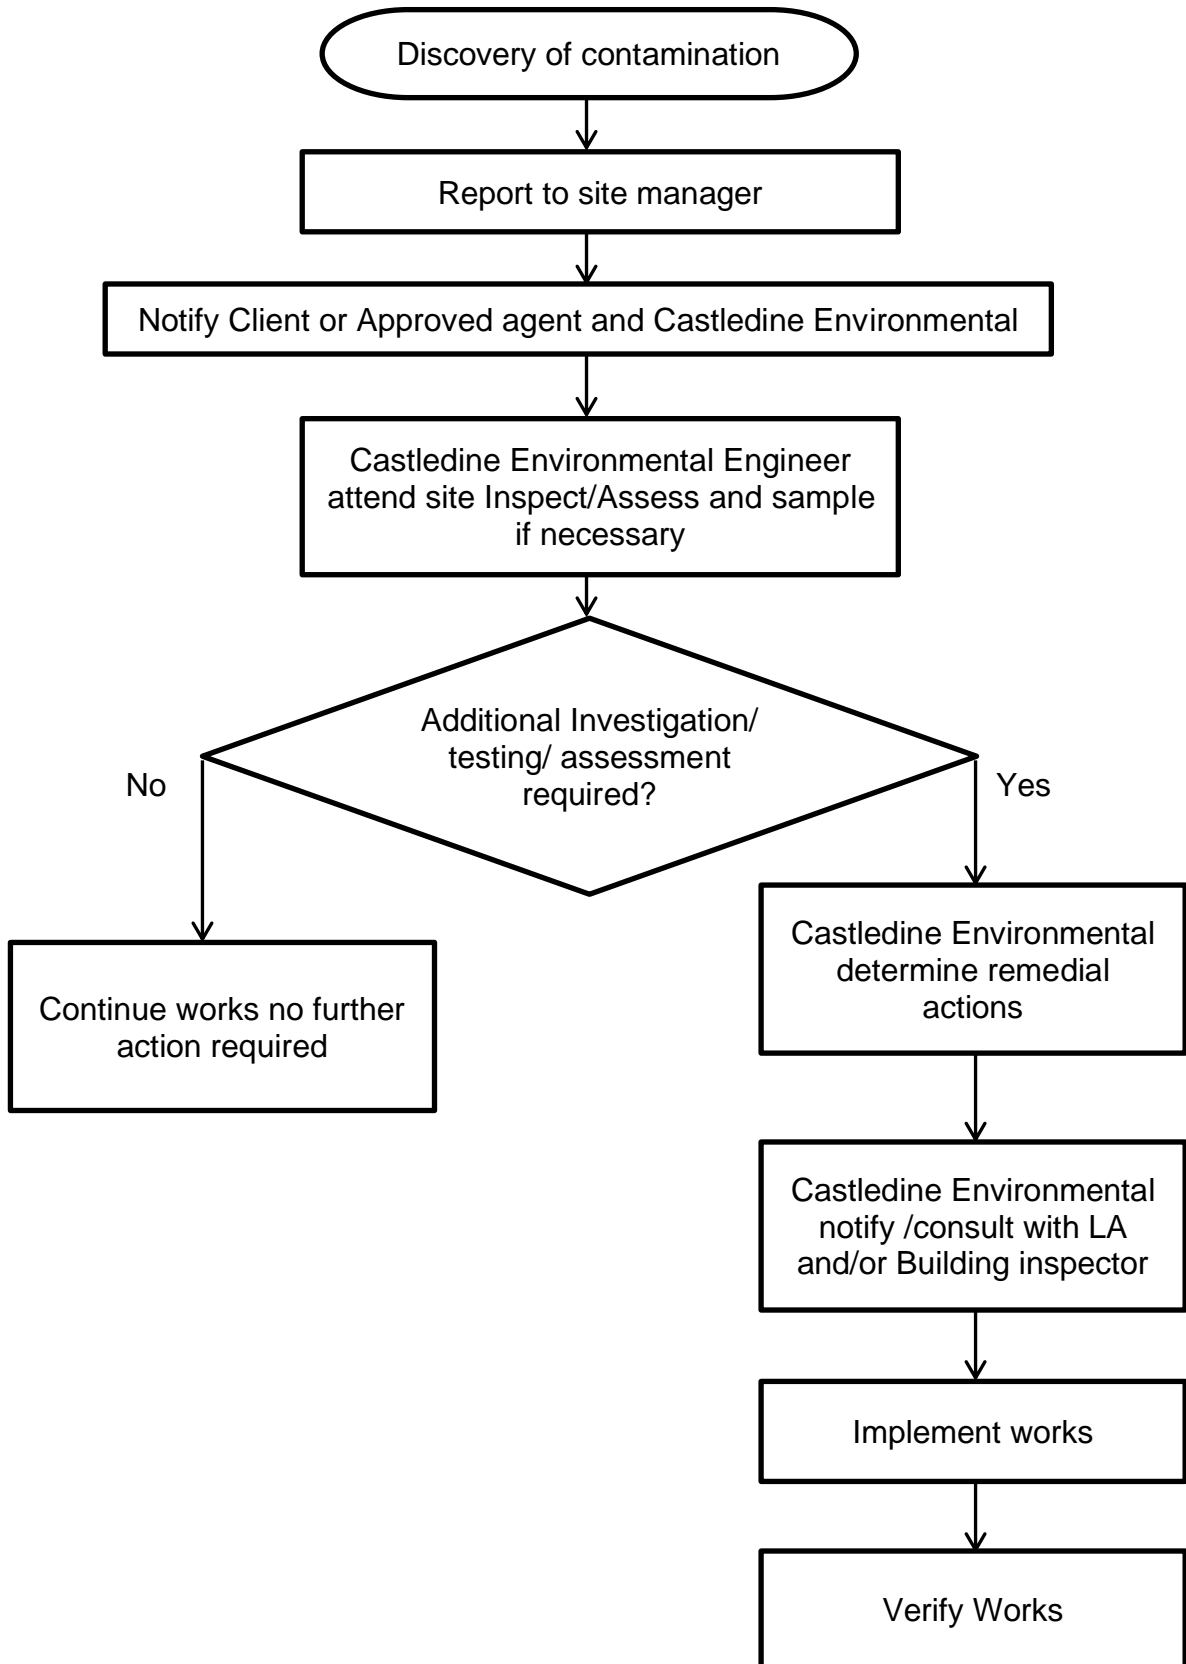 Discovery of contamination
Report to site manager
Notify Client or Approved agent and Castledine Environmental
Castledine Environmental Engineer
attend site Inspect/Assess and sample
if necessary
Additional Investigation/
testing/ assessment
required?
No
Yes
Continue works no further
action required
Castledine Environmental
determine remedial
actions
Castledine Environmental
notify /consult with LA
and/or Building inspector
Implement works
Verify Works